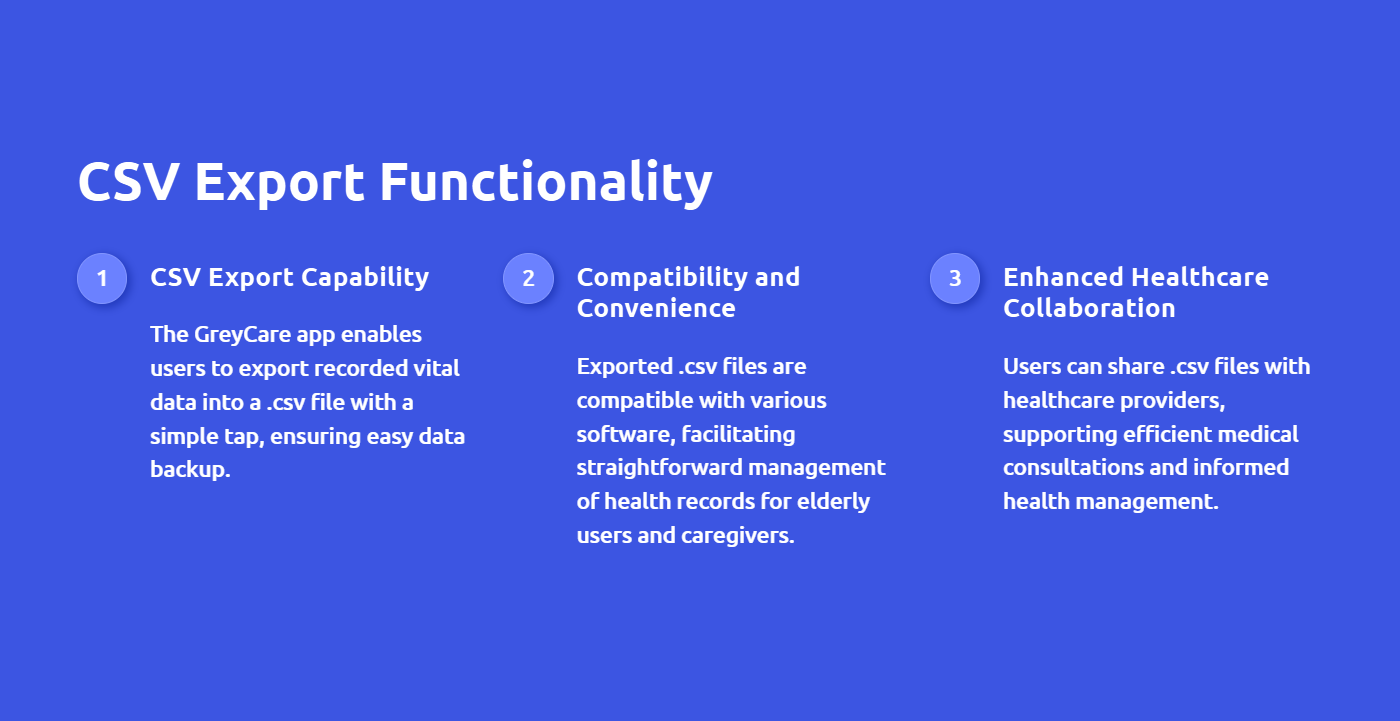 CSV Export Functionality
1
CSV Export Capability
The GreyCare app enables
users to export recorded vital
data into a .csv file with a
simple tap, ensuring easy data
backup.
2
Compatibility and
Convenience
Exported .csv files are
compatible with various
software, facilitating
straightforward management
of health records for elderly
users and caregivers.
3
Enhanced Healthcare
Collaboration
Users can share .csv files with
healthcare providers,
supporting efficient medical
consultations and informed
health management.